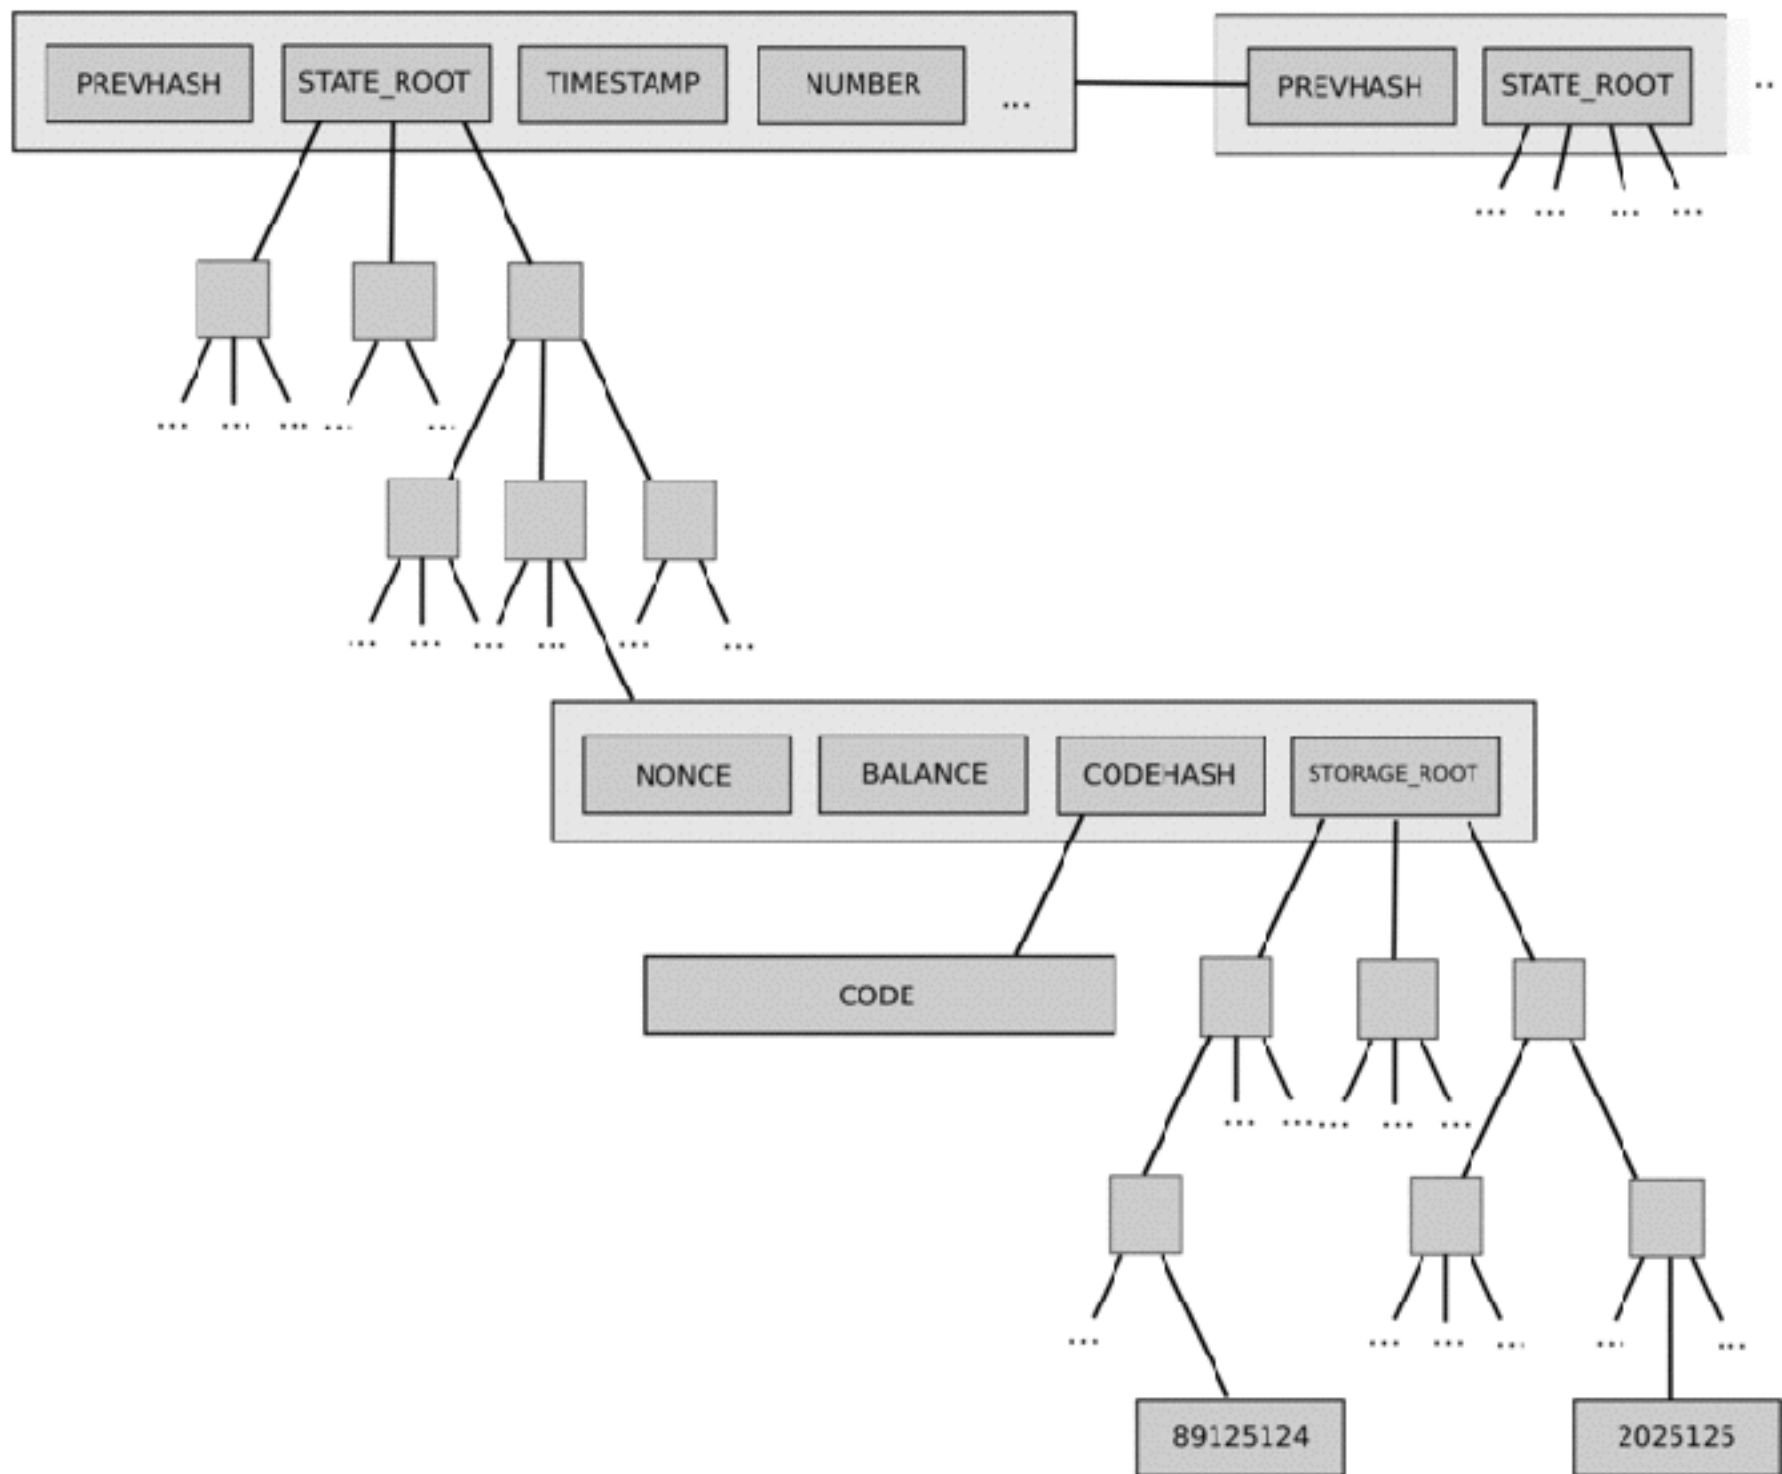 PREVHASH STATE_ROOT TIMESTAMP NUMBER ... PREVHASH STATE_ROOT ..
... ... ... ...
... ... ... ... ...
... ... ... ... ... ...
NONCE BALANCE CODEHASH STORAGE_ROOT
CODE
... ... ... ... ...
... ... ... ... ... ...
89125124 2025125